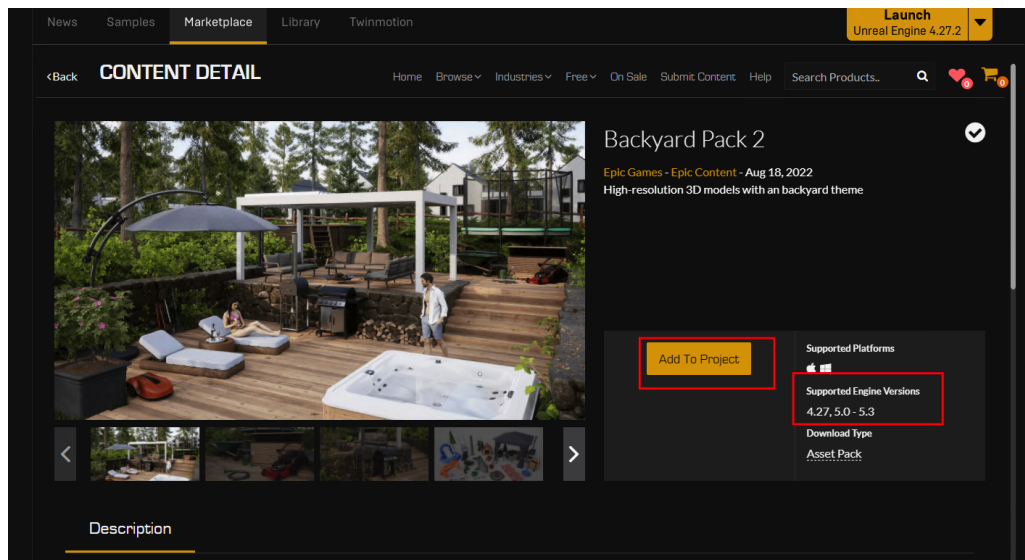 News Samples Marketplace Library Twinmotion
Launch
Unreal Engine 4.27.2
<Back CONTENT DETAIL Home Browse Industries Free On Sale Submit Content Help Search Products.. 0 0
Backyard Pack 2
Epic Games - Epic Content - Aug 18, 2022
High-resolution 3D models with an backyard theme
Add To Project
Supported Platforms
Supported Engine Versions
4.27, 5.0 - 5.3
Download Type
Asset Pack
Description